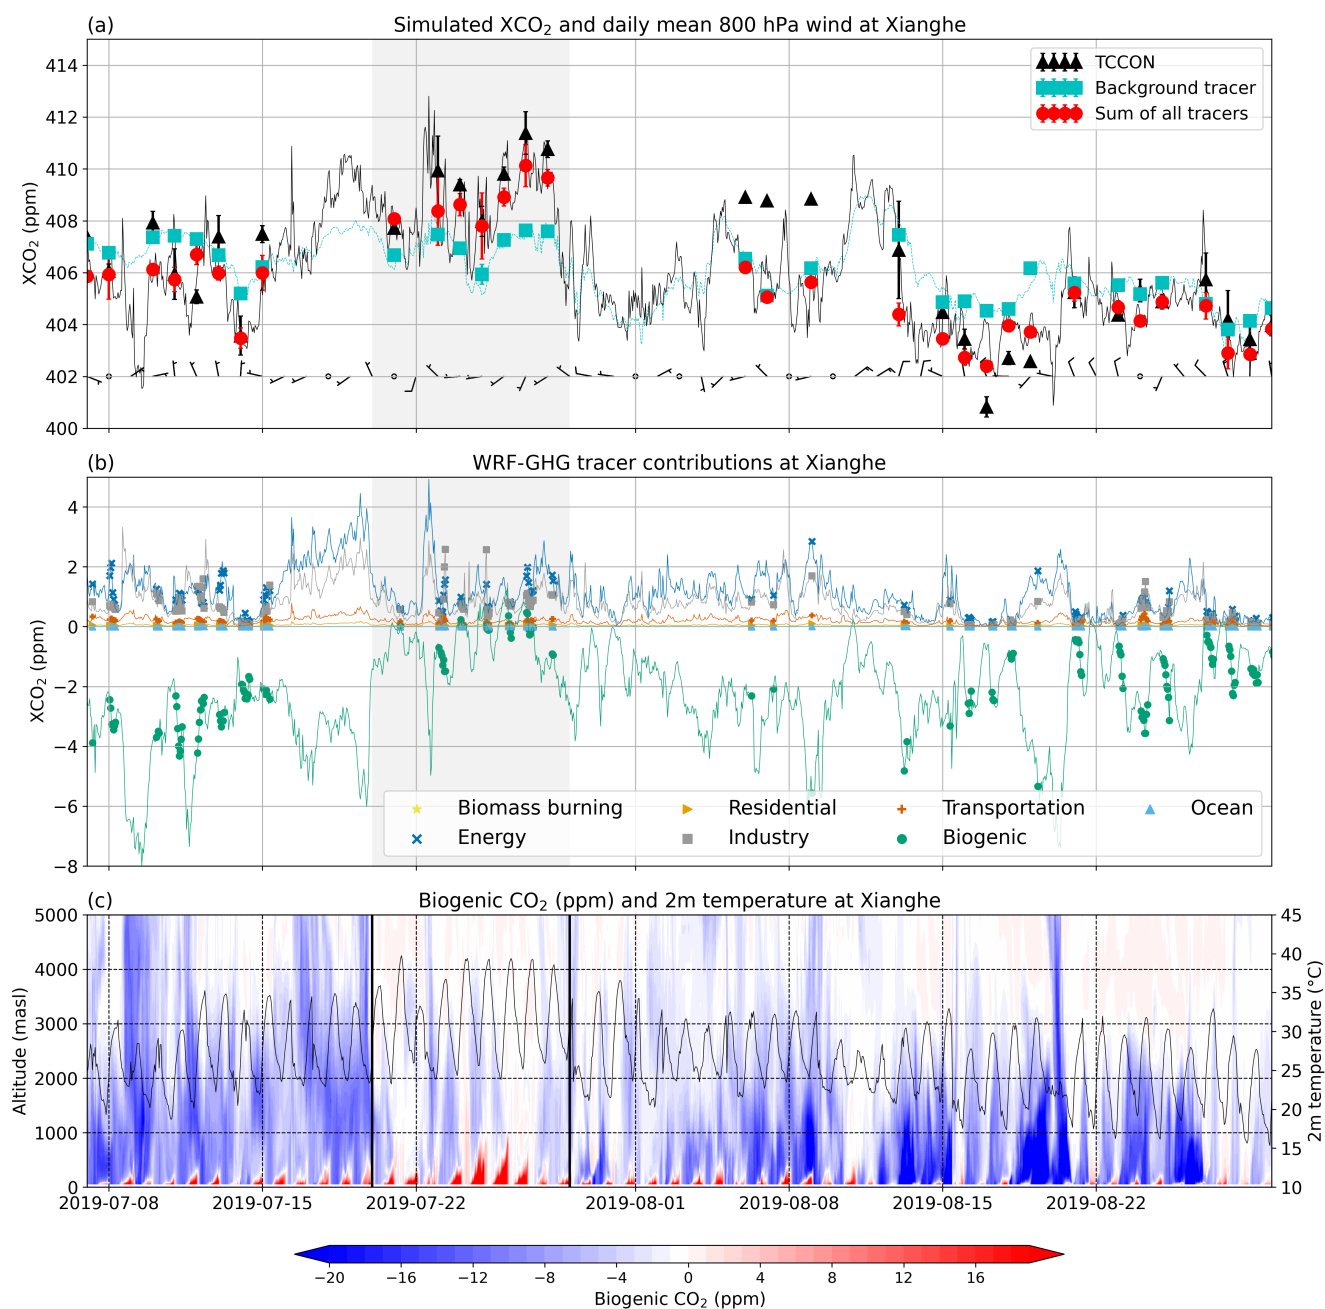 (a) Simulated XCO2 and daily mean 800 hPa wind at Xianghe
TCCON
Background tracer
Sum of all tracers
XCO2 (ppm)
414
412
410
408
406
404
402
400
(b) WRF-GHG tracer contributions at Xianghe
XCO2 (ppm)
4
2
0
−2
−4
−6
−8
Biomass burning Residential Transportation Ocean
Energy Industry Biogenic
(c) Biogenic CO2 (ppm) and 2m temperature at Xianghe
Altitude (masl)
5000
4000
3000
2000
1000
0
2m temperature (°C)
45
40
35
30
25
20
15
10
2019-07-08 2019-07-15 2019-07-22 2019-08-01 2019-08-08 2019-08-15 2019-08-22
−20 −16 −12 −8 −4 0 4 8 12 16
Biogenic CO2 (ppm)